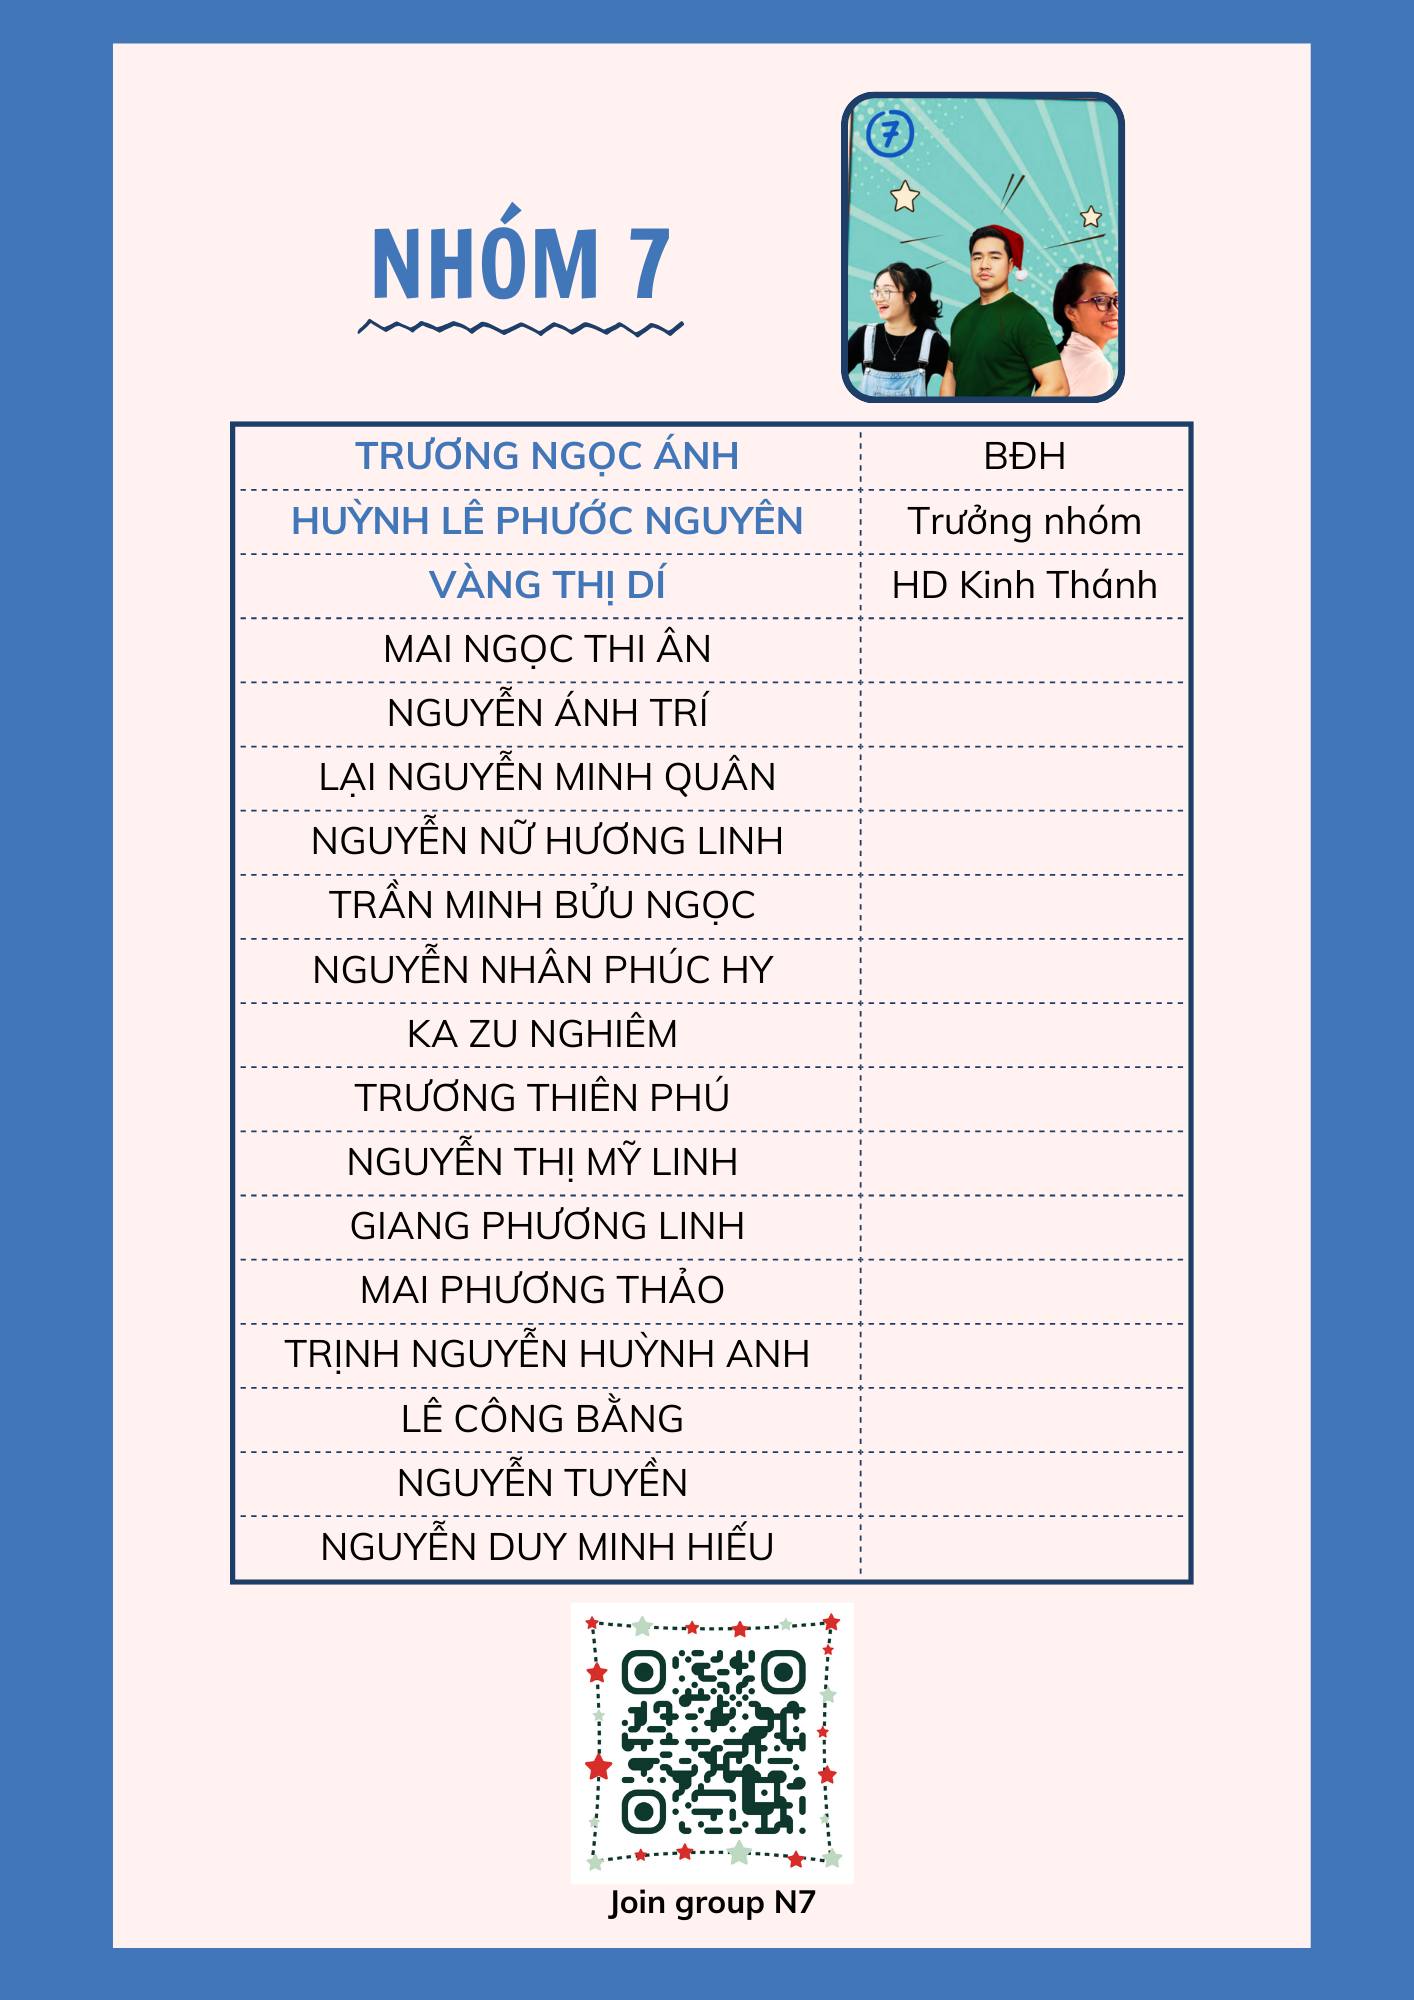 7
NHÓM 7
TRƯƠNG NGỌC ÁNH BĐH
HUỲNH LÊ PHƯỚC NGUYÊN Trưởng nhóm
VÀNG THỊ DÍ HD Kinh Thánh
MAI NGỌC THI ÂN
NGUYỄN ÁNH TRÍ
LẠI NGUYỄN MINH QUÂN
NGUYỄN NỮ HƯƠNG LINH
TRẦN MINH BỬU NGỌC
NGUYỄN NHÂN PHÚC HY
KA ZU NGHIÊM
TRƯƠNG THIÊN PHÚ
NGUYỄN THỊ MỸ LINH
GIANG PHƯƠNG LINH
MAI PHƯƠNG THẢO
TRỊNH NGUYỄN HUỲNH ANH
LÊ CÔNG BẰNG
NGUYỄN TUYỀN
NGUYỄN DUY MINH HIẾU
Join group N7